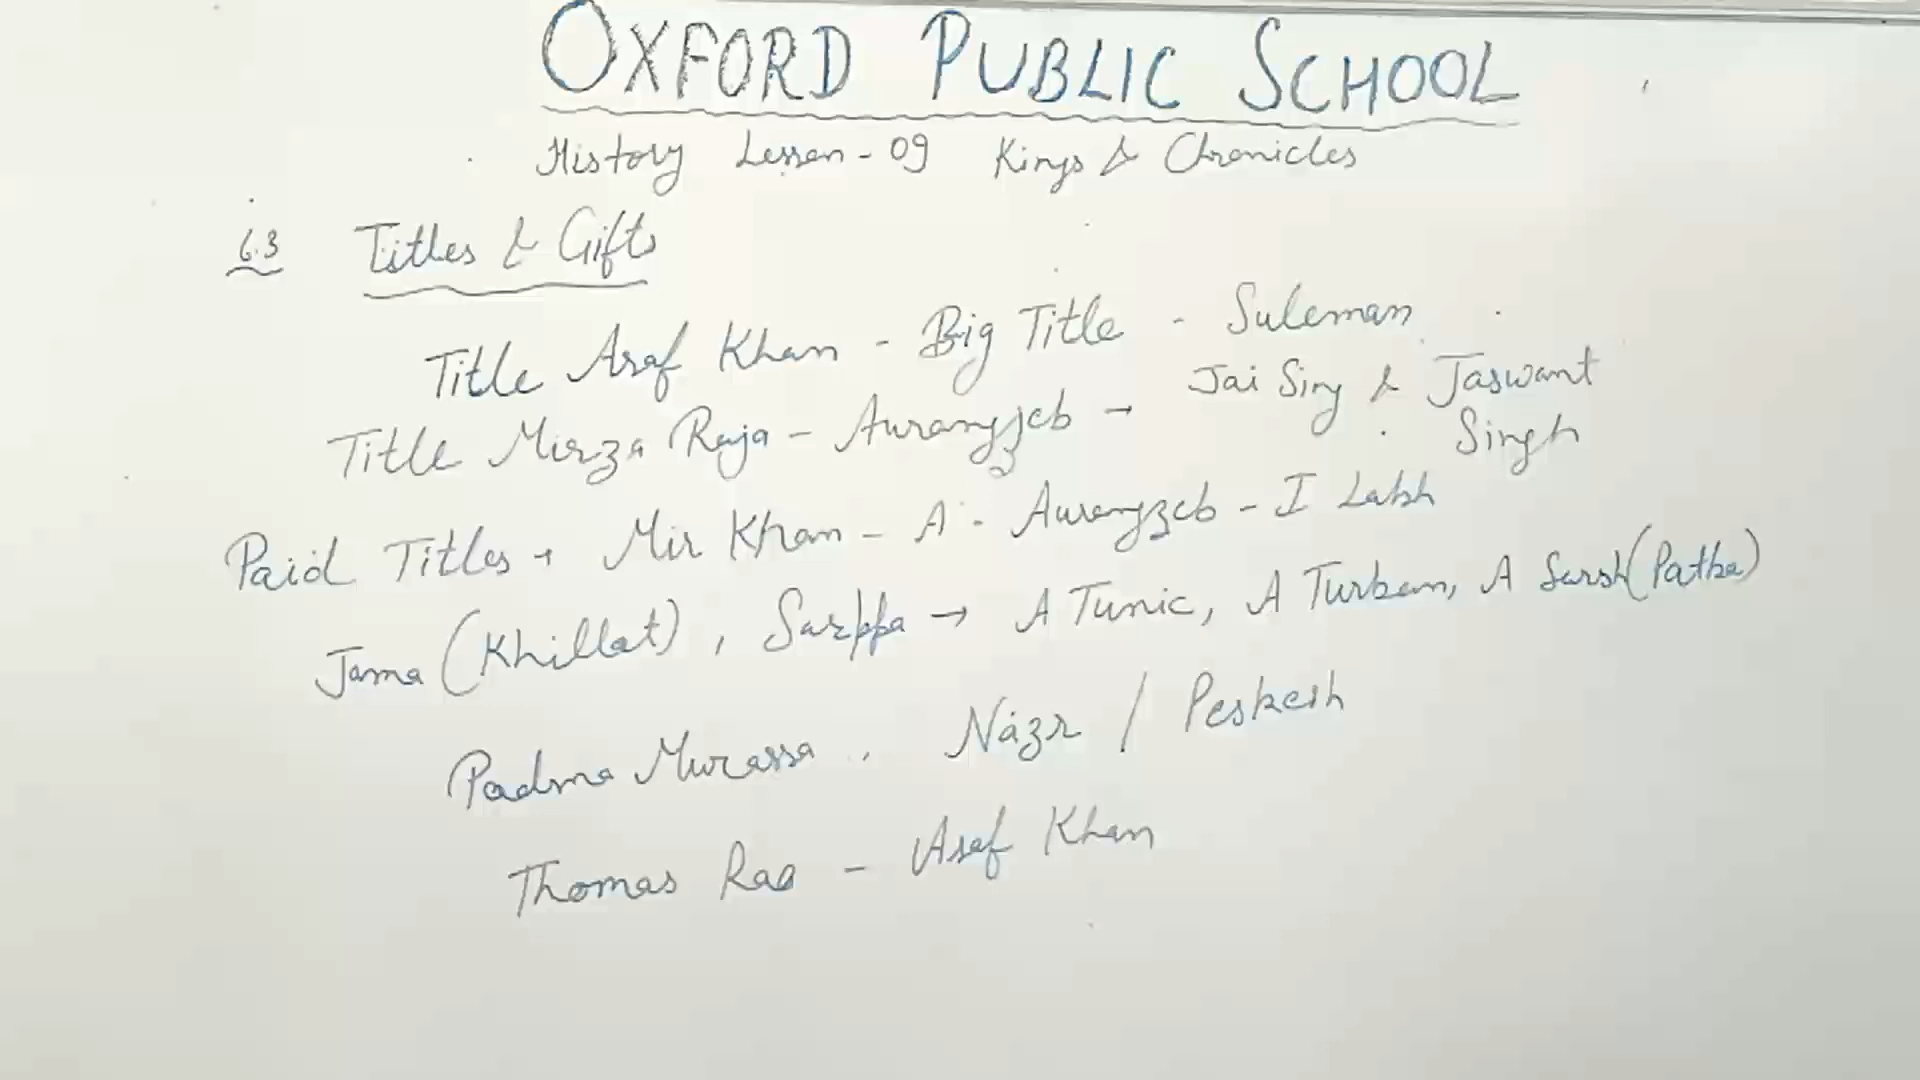 OXFORD PUBLIC SCHOOL
History Lesson - 09 Kings & Chronicles
6.3 Titles & Gifts
Title Asaf Khan - Big Title - Suleman
Title Mirza Raja - Aurangzeb → Jai Sing & Jaswant
Singh
Paid Titles → Mir Khan - A - Aurangzeb - I Lakh
Jama (Khillat), Sarppa → A Tunic, A Turban, A Sarsh (Patka)
Padma Murassa, Nazr / Peskesh
Thomas Rao - Asaf Khan